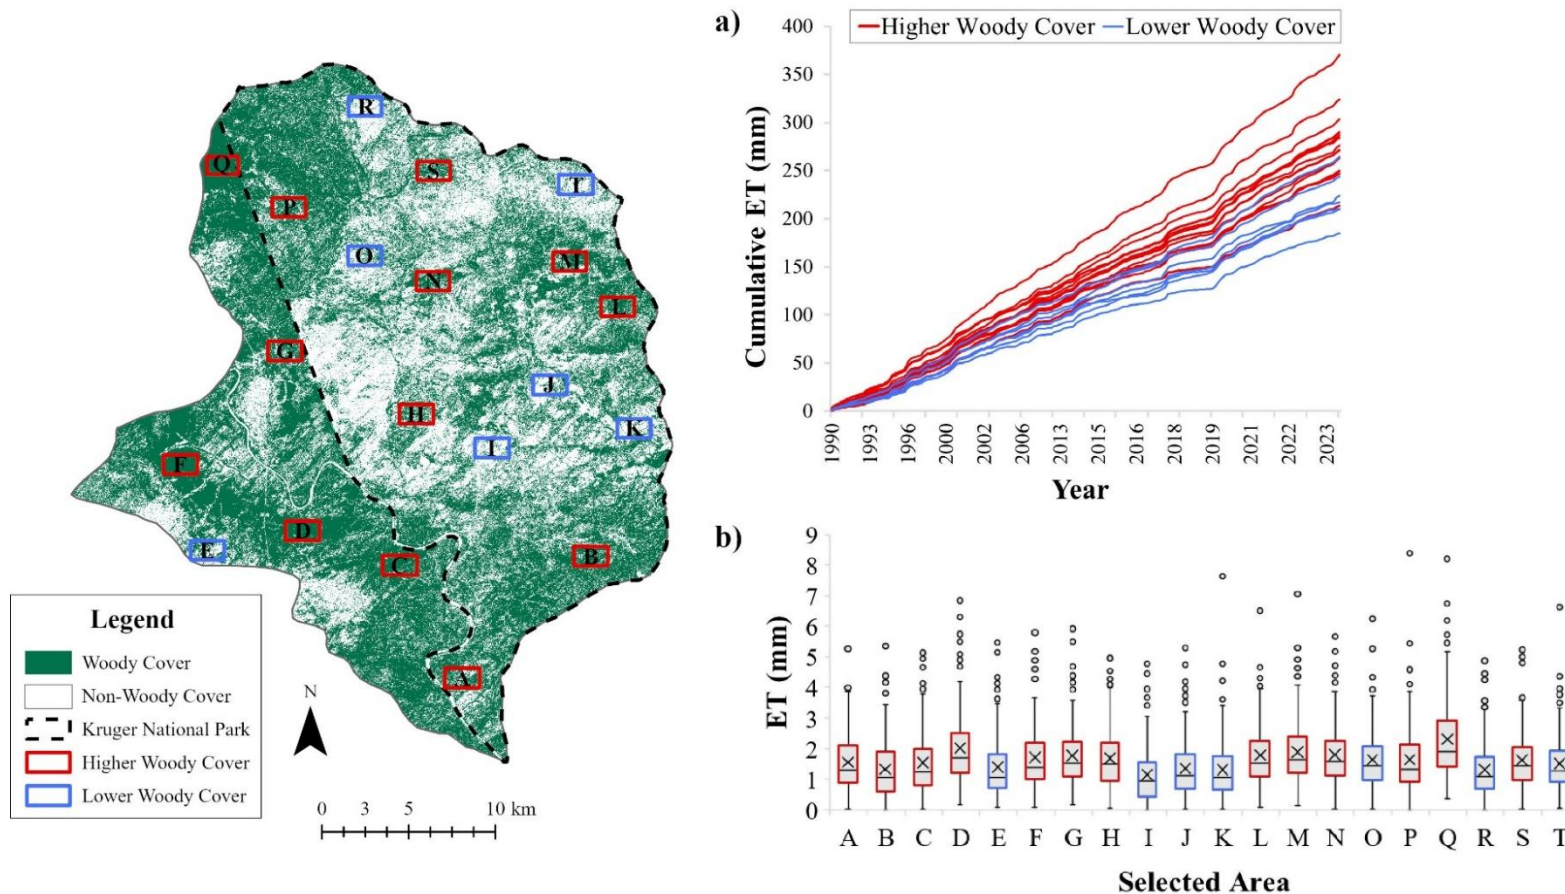 R
Q
S
T
P
O
M
N
L
G
J
H
K
I
F
D
E
B
C
A
Legend
Woody Cover
Non-Woody Cover
Kruger National Park
Higher Woody Cover
Lower Woody Cover
N
0 3 5 10 km
a)
Higher Woody Cover Lower Woody Cover
Cumulative ET (mm)
400
350
300
250
200
150
100
50
0
1990 1993 1996 2000 2002 2006 2013 2015 2016 2018 2019 2021 2022 2023
Year
b)
ET (mm)
9
8
7
6
5
4
3
2
1
0
A B C D E F G H I J K L M N O P Q R S T
Selected Area